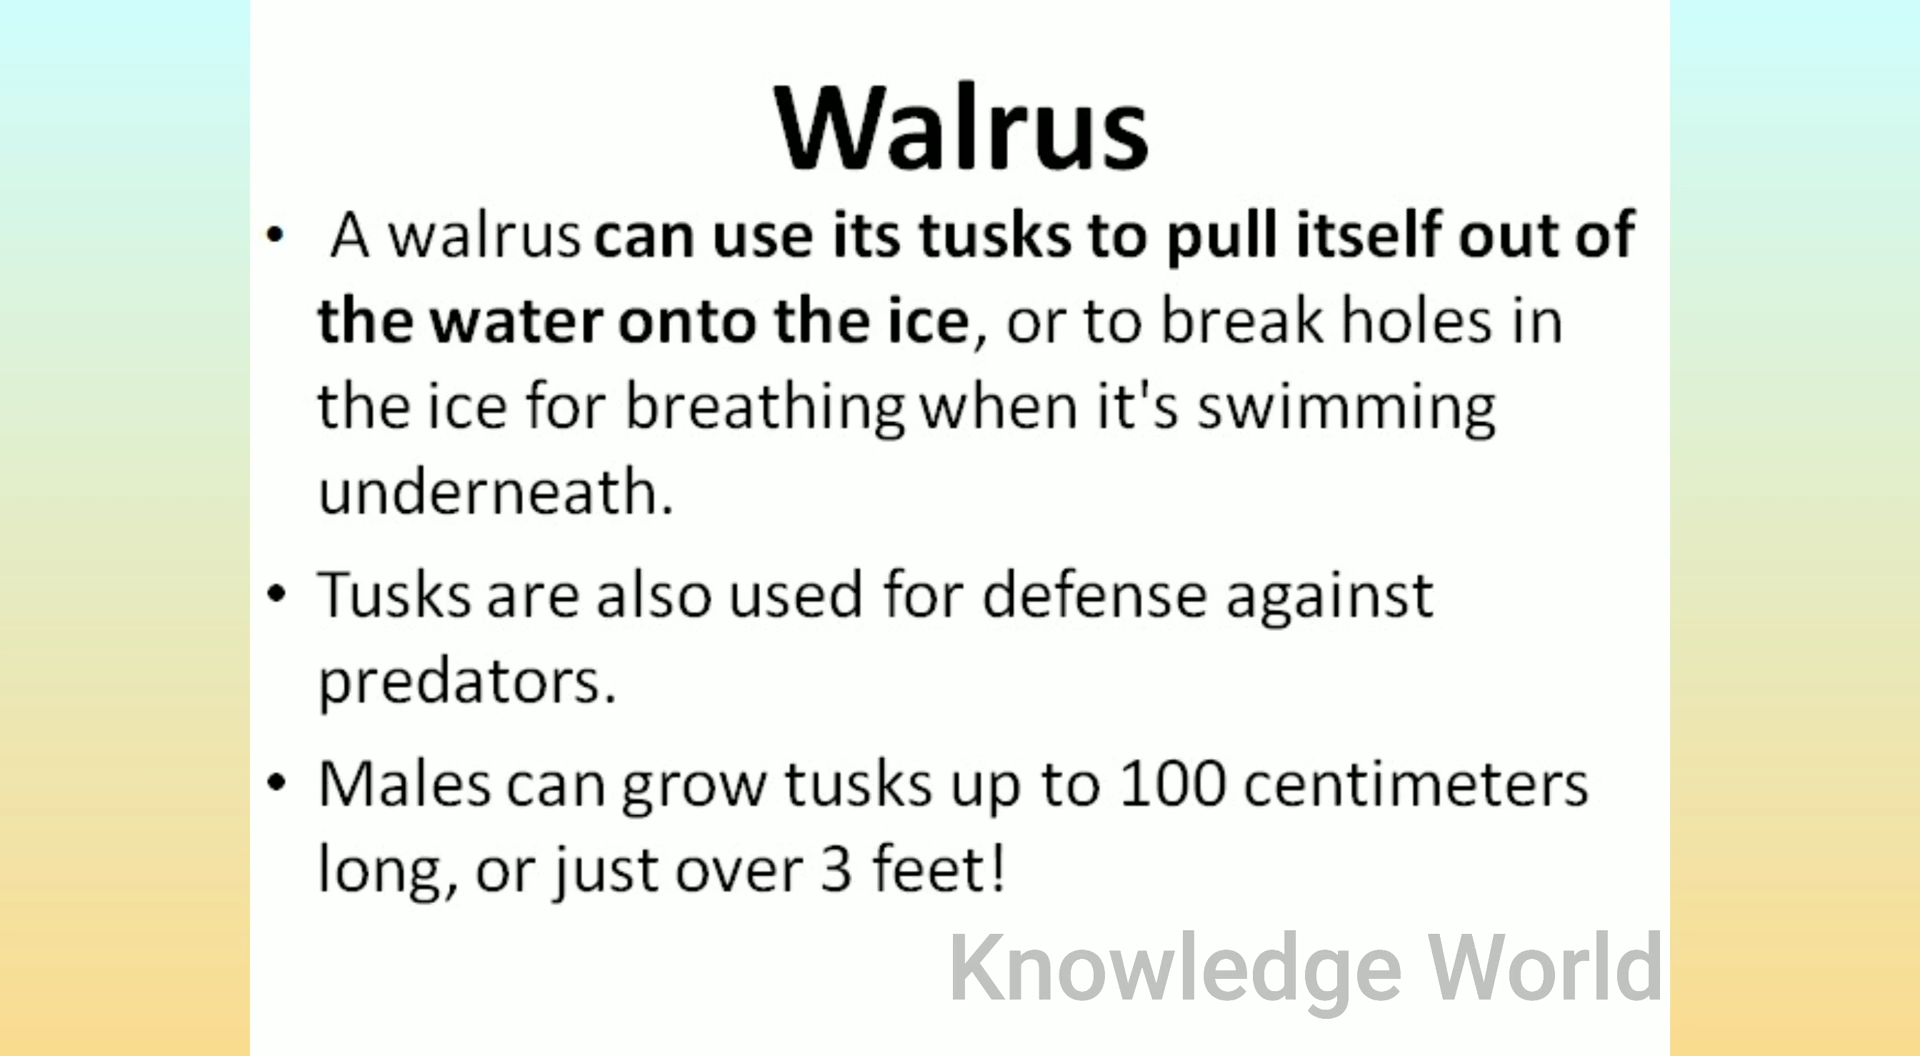 Walrus
• A walrus can use its tusks to pull itself out of
the water onto the ice, or to break holes in
the ice for breathing when it's swimming
underneath.
• Tusks are also used for defense against
predators.
• Males can grow tusks up to 100 centimeters
long, or just over 3 feet!
Knowledge World